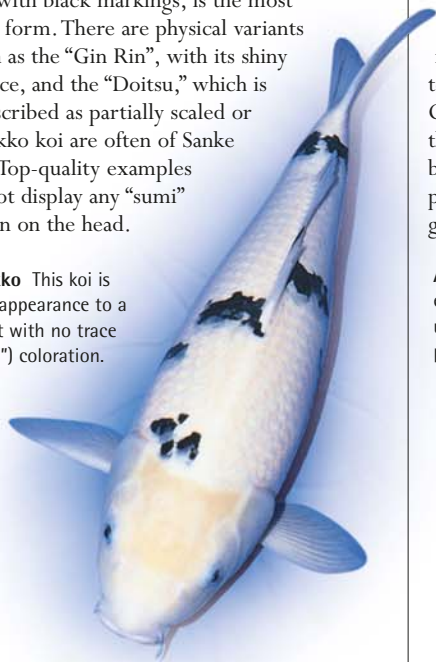 with black markings, is the most
form. There are physical variants
as the “Gin Rin”, with its shiny
ce, and the “Doitsu,” which is
scribed as partially scaled or
kko koi are often of Sanke
Top-quality examples
ot display any “sumi”
n on the head.
ko This koi is
appearance to a
t with no trace
”) coloration.